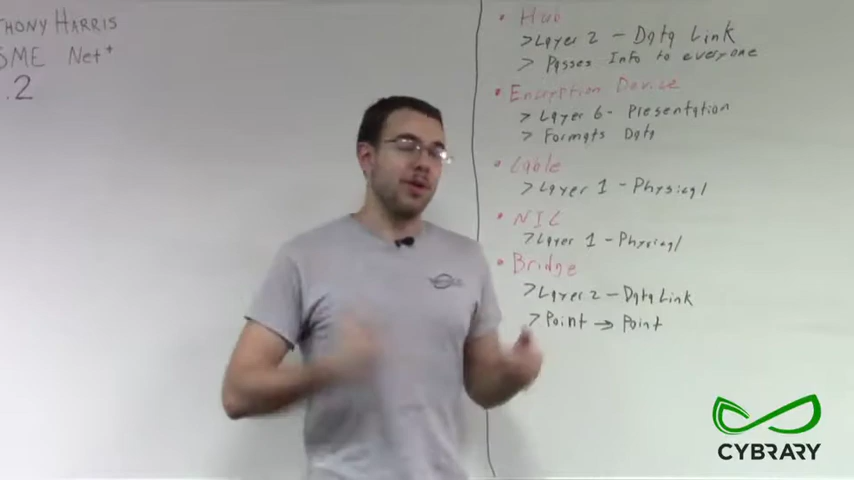 THONY HARRIS
SME Net+
.2
• Hub
> Layer 2 - Data Link
> Passes Info to everyone
• Encryption Device
> Layer 6 - Presentation
> Formats Data
• Cable
> Layer 1 - Physical
• NIC
> Layer 1 - Physical
• Bridge
> Layer 2 - Data Link
> Point → Point
CYBRARY